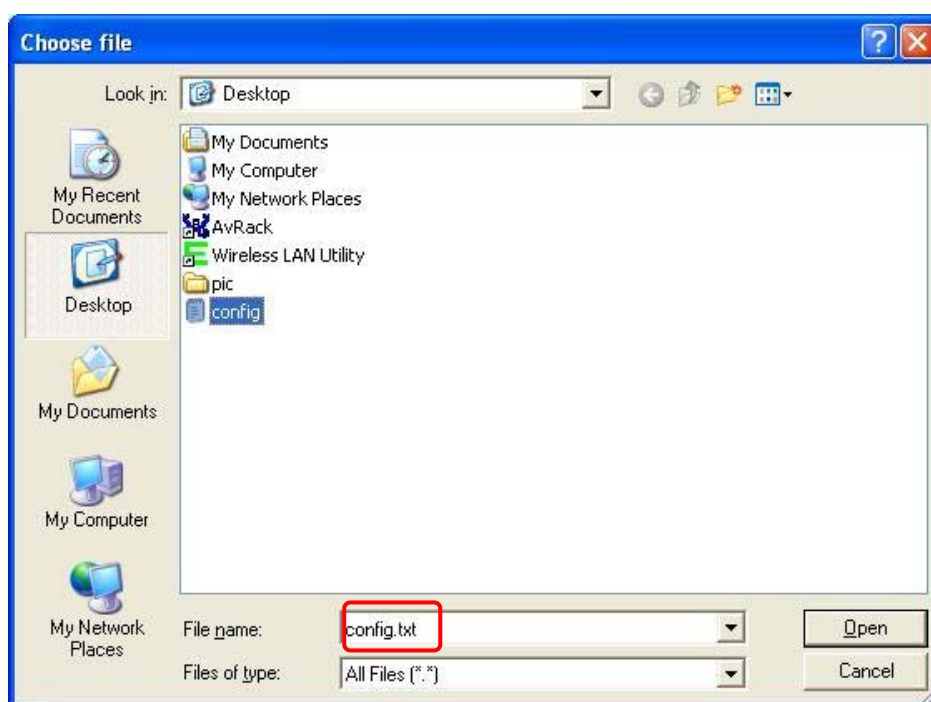 Choose file
Look in:
Desktop
My Recent
Documents
Desktop
My Documents
My Computer
My Network
Places
My Documents
My Computer
My Network Places
AvRack
Wireless LAN Utility
pic
config
File name:
config.txt
Open
Files of type:
All Files (*.*)
Cancel